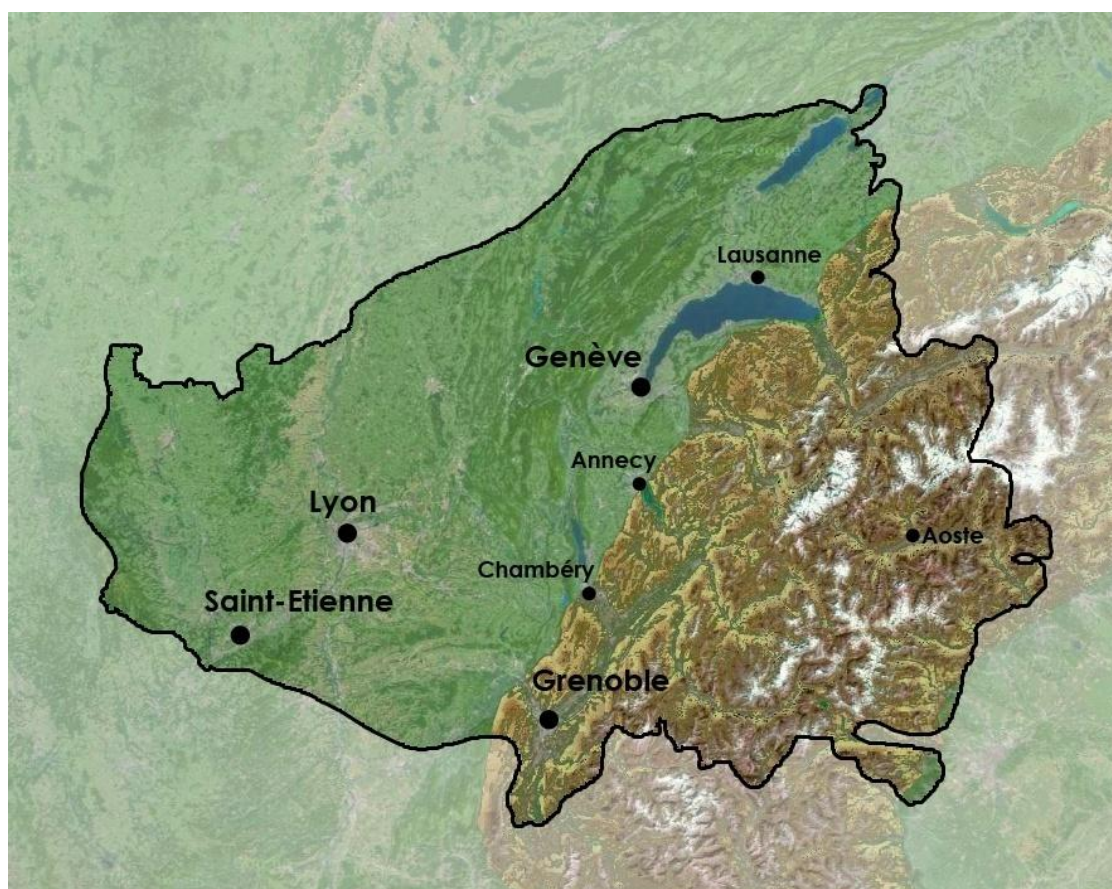 Lausanne
Genève
Annecy
Lyon
Aoste
Chambéry
Saint-Etienne
Grenoble